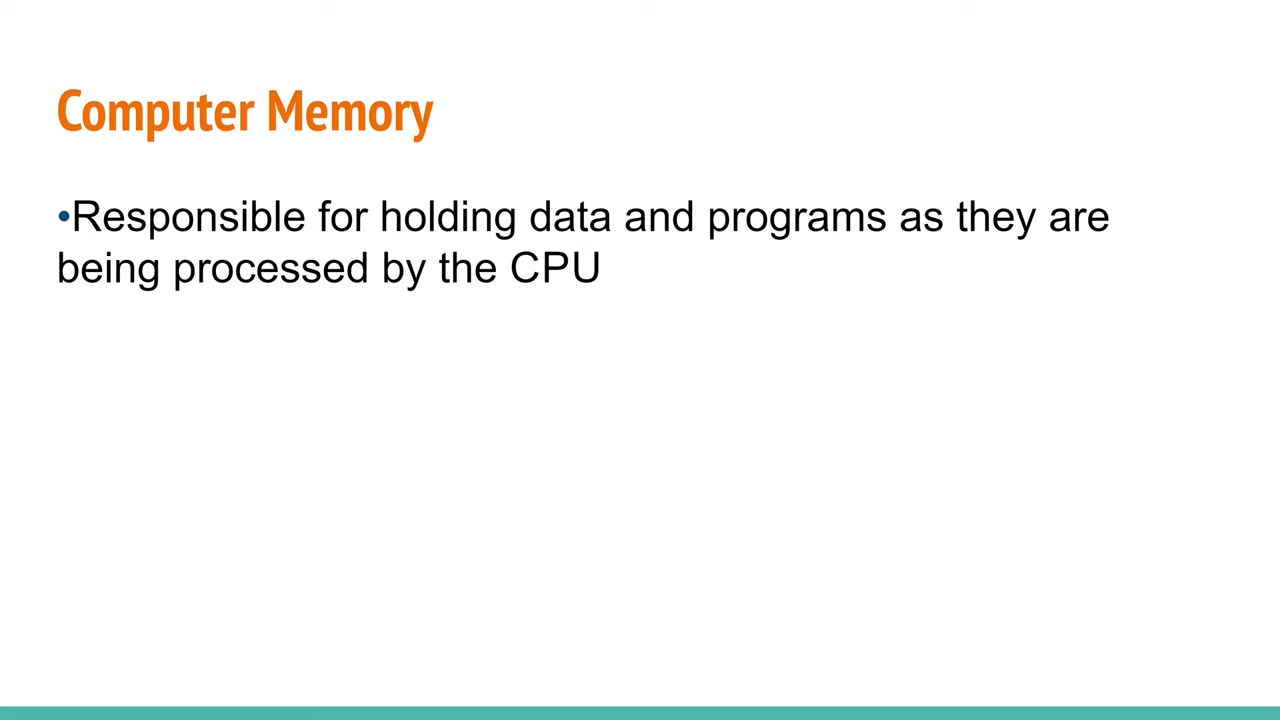 Computer Memory
•Responsible for holding data and programs as they are
being processed by the CPU